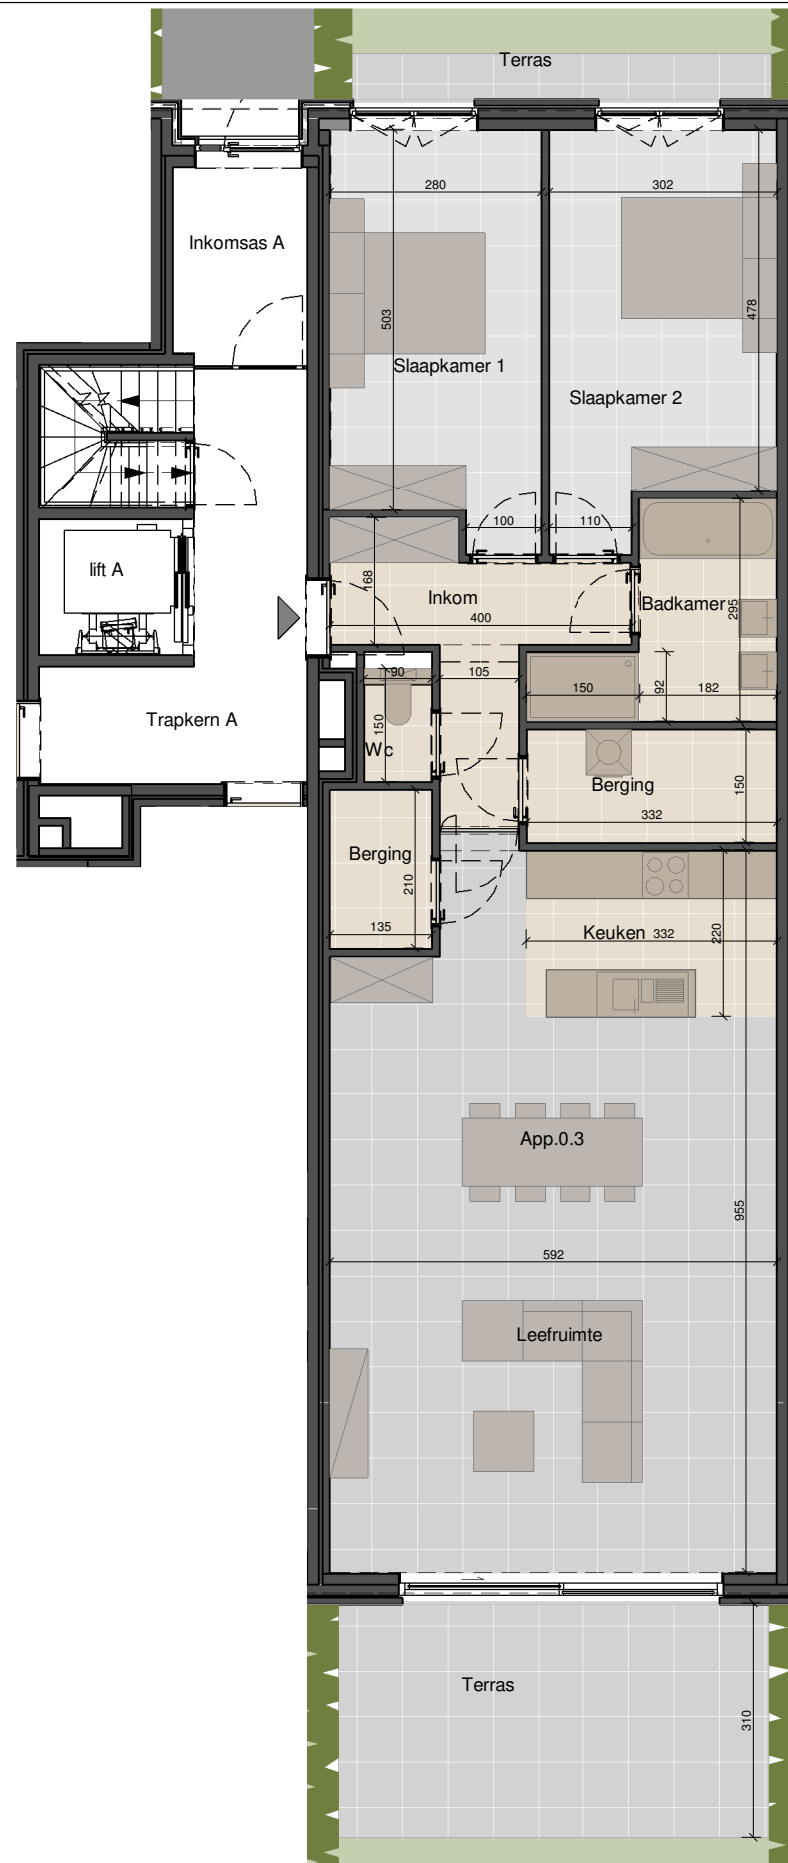 Terras
280
302
Inkomsas A
503
478
Slaapkamer 1
Slaapkamer 2
100
110
lift A
168
Inkom
Badkamer
295
400
90
105
150
92
182
Trapkern A
150
Wc
Berging
150
332
Berging
210
135
Keuken
332
220
App.0.3
955
592
Leefruimte
Terras
310